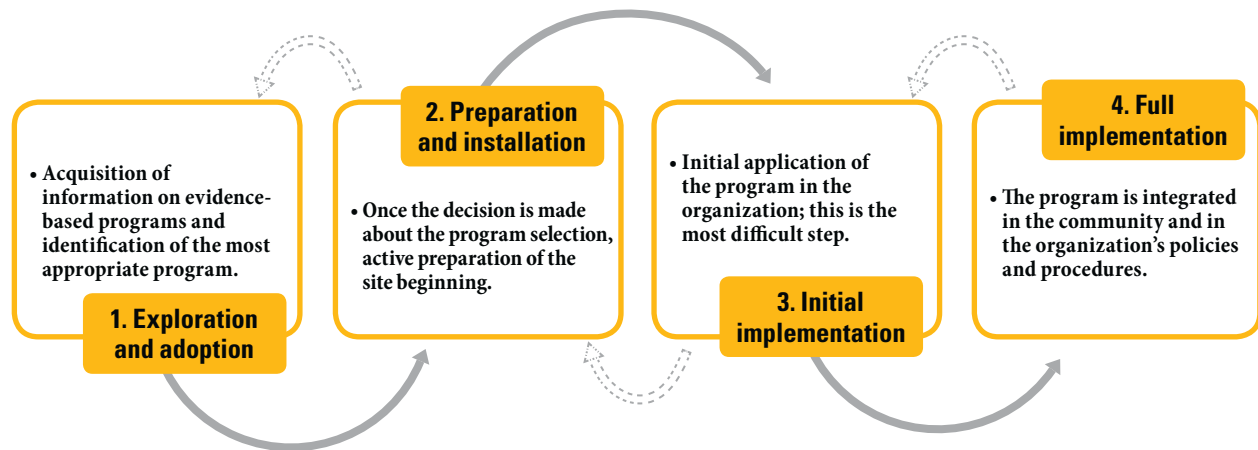 • Acquisition of
information on evidence-
based programs and
identification of the most
appropriate program.
1. Exploration
and adoption
2. Preparation
and installation
• Once the decision is made
about the program selection,
active preparation of the
site beginning.
• Initial application of
the program in the
organization; this is the
most difficult step.
3. Initial
implementation
4. Full
implementation
• The program is integrated
in the community and in
the organization’s policies
and procedures.